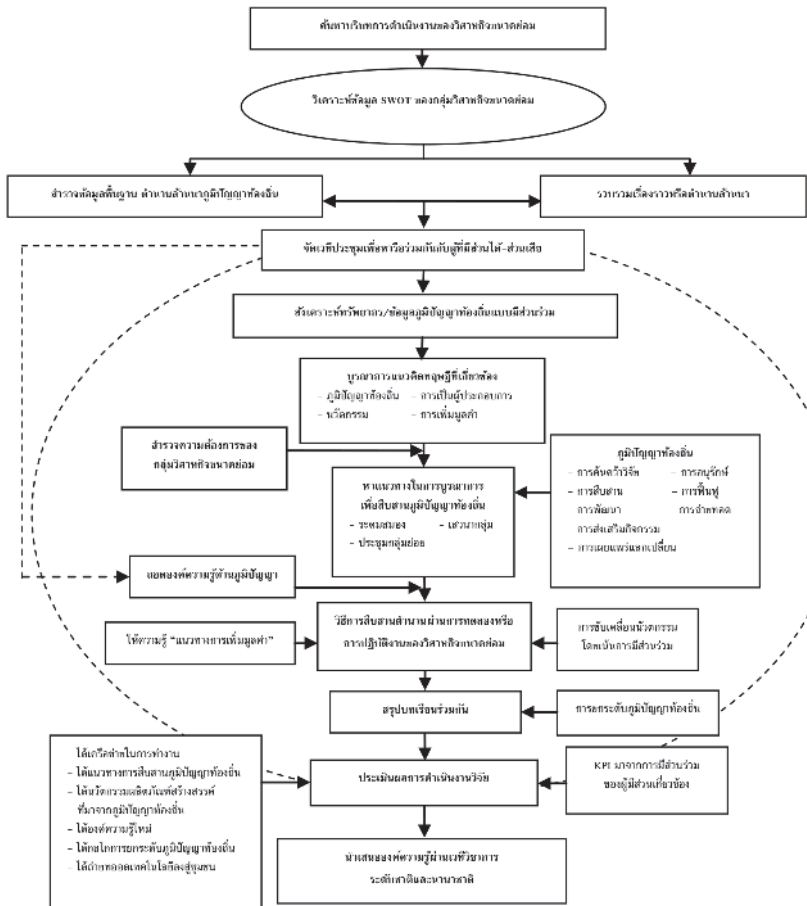 ค้นหาบริบทการดำเนินงานของวิสาหกิจขนาดย่อม
วิเคราะห์ข้อมูล SWOT ของกลุ่มวิสาหกิจขนาดย่อม
สำรวจข้อมูลพื้นฐาน ตำนานล้านนาภูมิปัญญาท้องถิ่น
รวบรวมเรื่องราวหรือตำนานล้านนา
จัดเวทีประชุมเพื่อหารือร่วมกันกับผู้ที่มีส่วนได้-ส่วนเสีย
สังเคราะห์ทรัพยากร/ข้อมูลภูมิปัญญาท้องถิ่นแบบมีส่วนร่วม
บูรณาการแนวคิดทฤษฎีที่เกี่ยวข้อง
- ภูมิปัญญาท้องถิ่น - การเป็นผู้ประกอบการ
- นวัตกรรม - การเพิ่มมูลค่า
สำรวจความต้องการของ
กลุ่มวิสาหกิจขนาดย่อม
หาแนวทางในการบูรณาการ
เพื่อสืบสานภูมิปัญญาท้องถิ่น
- ระดมสมอง - เสวนากลุ่ม
- ประชุมกลุ่มย่อย
ภูมิปัญญาท้องถิ่น
- การค้นคว้าวิจัย - การอนุรักษ์
- การสืบสาน - การฟื้นฟู
การพัฒนา การถ่ายทอด
การส่งเสริมกิจกรรม
- การเผยแพร่แลกเปลี่ยน
ถอดองค์ความรู้ด้านภูมิปัญญา
วิธีการสืบสานตำนานผ่านการทดลองหรือ
การปฏิบัติงานของวิสาหกิจขนาดย่อม
ให้ความรู้ “แนวทางการเพิ่มมูลค่า”
การขับเคลื่อนนวัตกรรม
โดยเน้นการมีส่วนร่วม
สรุปบทเรียนร่วมกัน
การยกระดับภูมิปัญญาท้องถิ่น
ได้เครือข่ายในการทำงาน
- ได้แนวทางการสืบสานภูมิปัญญาท้องถิ่น
- ได้นวัตกรรมผลิตภัณฑ์สร้างสรรค์
ที่มาจากภูมิปัญญาท้องถิ่น
- ได้องค์ความรู้ใหม่
- ได้กลไกการยกระดับภูมิปัญญาท้องถิ่น
- ได้ถ่ายทอดเทคโนโลยีลงสู่ชุมชน
ประเมินผลการดำเนินงานวิจัย
KPI มาจากการมีส่วนร่วม
ของผู้มีส่วนเกี่ยวข้อง
นำเสนอองค์ความรู้ผ่านเวทีวิชาการ
ระดับชาติและนานาชาติ